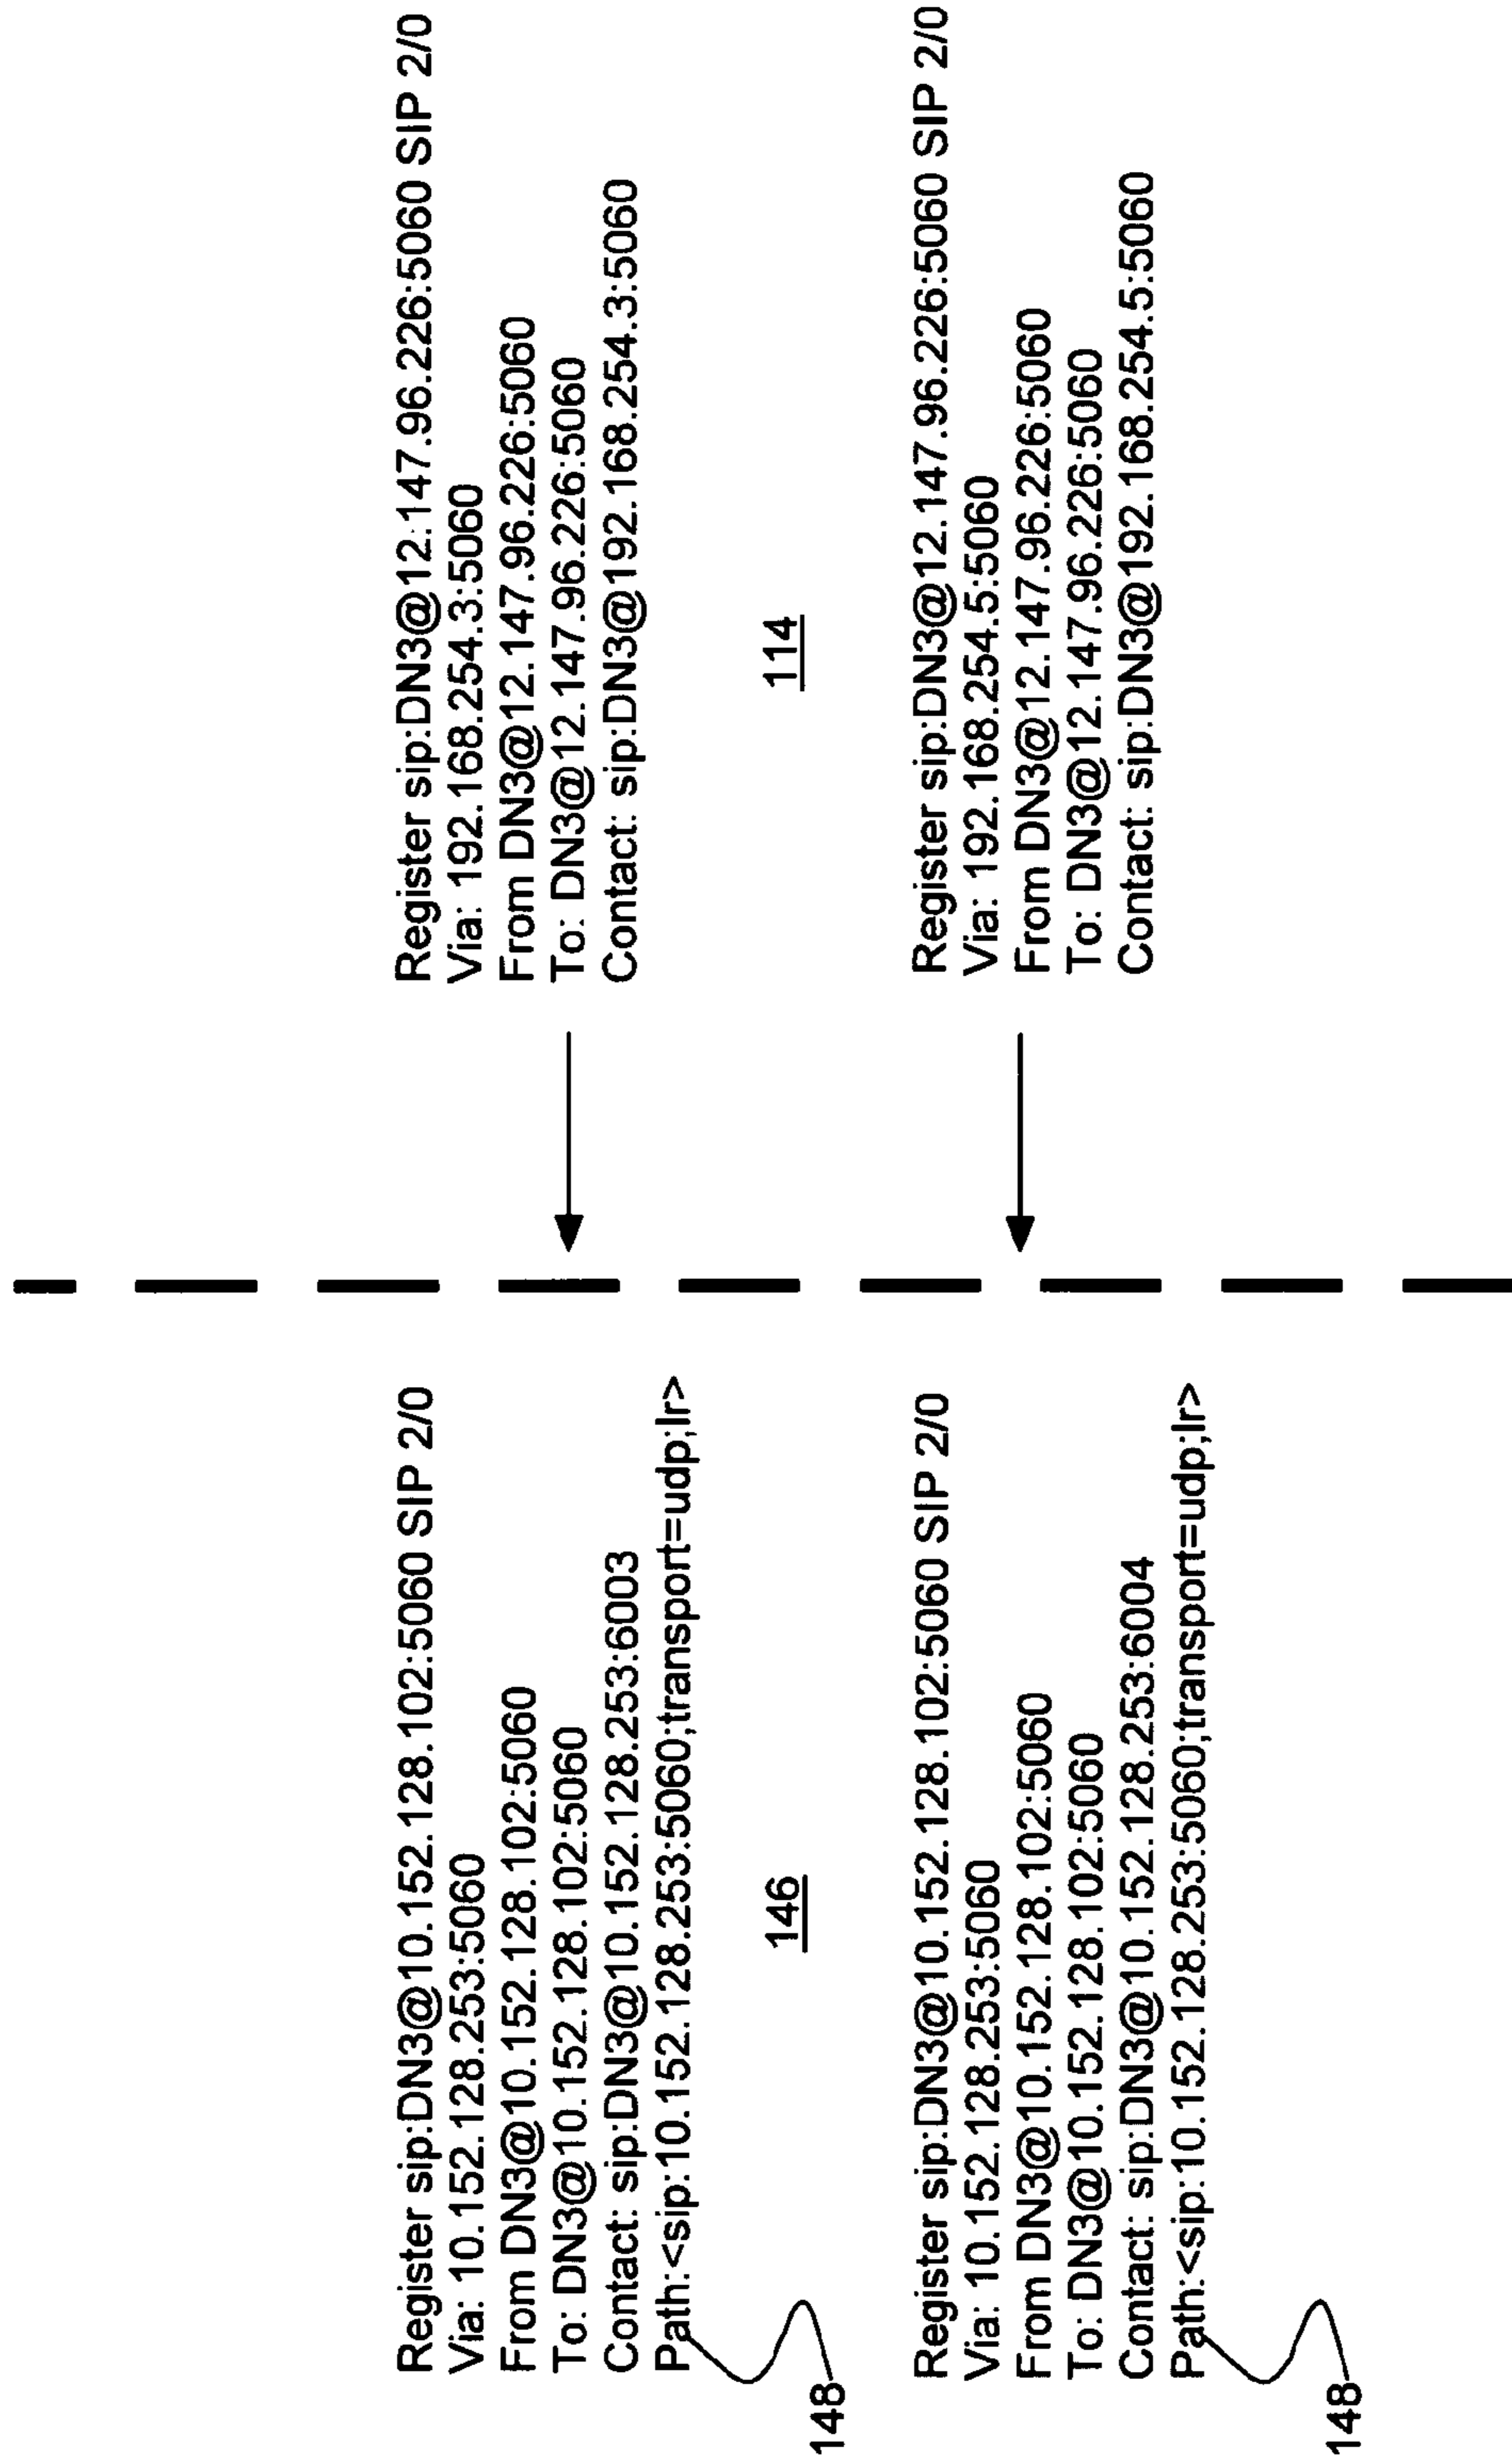 Register sip:DN3@10.152.128.102:5060 SIP 2/0
Via: 10.152.128.253:5060
From DN3@10.152.128.102:5060
To: DN3@10.152.128.102:5060
Contact: sip:DN3@10.152.128.253:6003
Path:<sip:10.152.128.253:5060;transport=udp;lr>
148
146
Register sip:DN3@10.152.128.102:5060 SIP 2/0
Via: 10.152.128.253:5060
From DN3@10.152.128.102:5060
To: DN3@10.152.128.102:5060
Contact: sip:DN3@10.152.128.253:6004
Path:<sip:10.152.128.253:5060;transport=udp;lr>
148
Register sip:DN3@12.147.96.226:5060 SIP 2/0
Via: 192.168.254.3:5060
From DN3@12.147.96.226:5060
To: DN3@12.147.96.226:5060
Contact: sip:DN3@192.168.254.3:5060
114
Register sip:DN3@12.147.96.226:5060 SIP 2/0
Via: 192.168.254.5:5060
From DN3@12.147.96.226:5060
To: DN3@12.147.96.226:5060
Contact: sip:DN3@192.168.254.5:5060